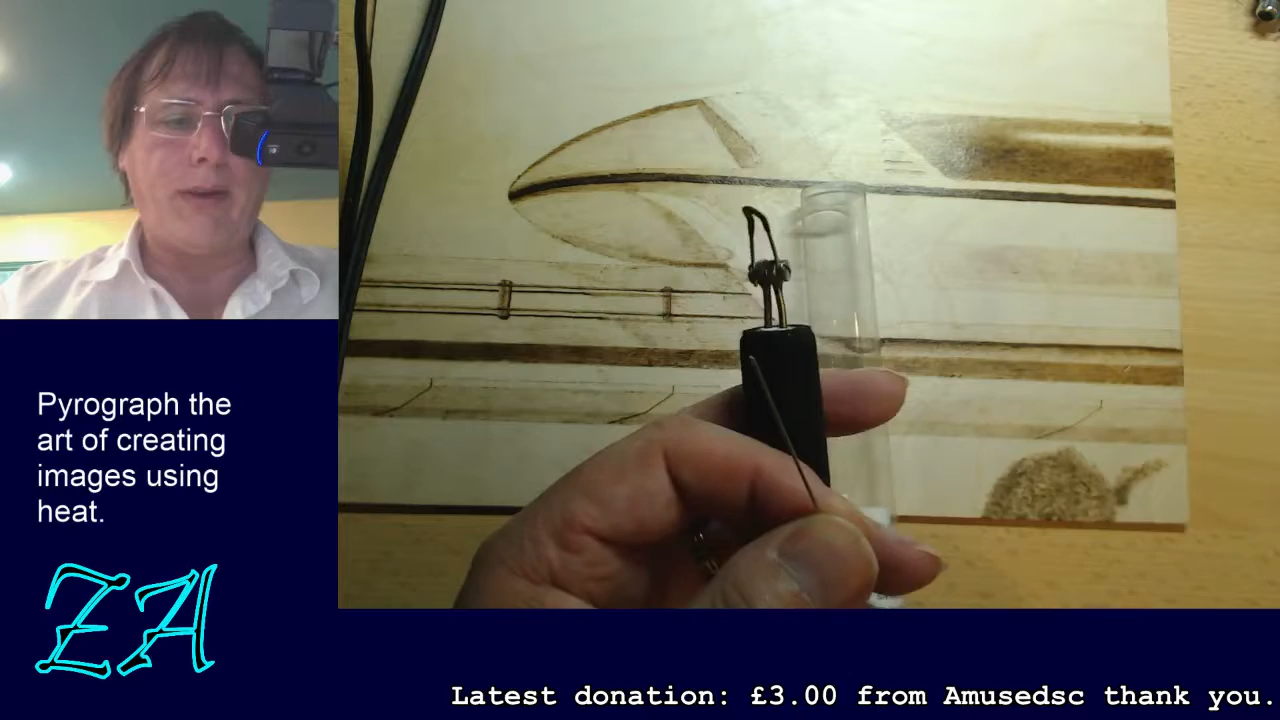 Pyrograph the
art of creating
images using
heat.
ZA
Latest donation: £3.00 from Amusedsc thank you.